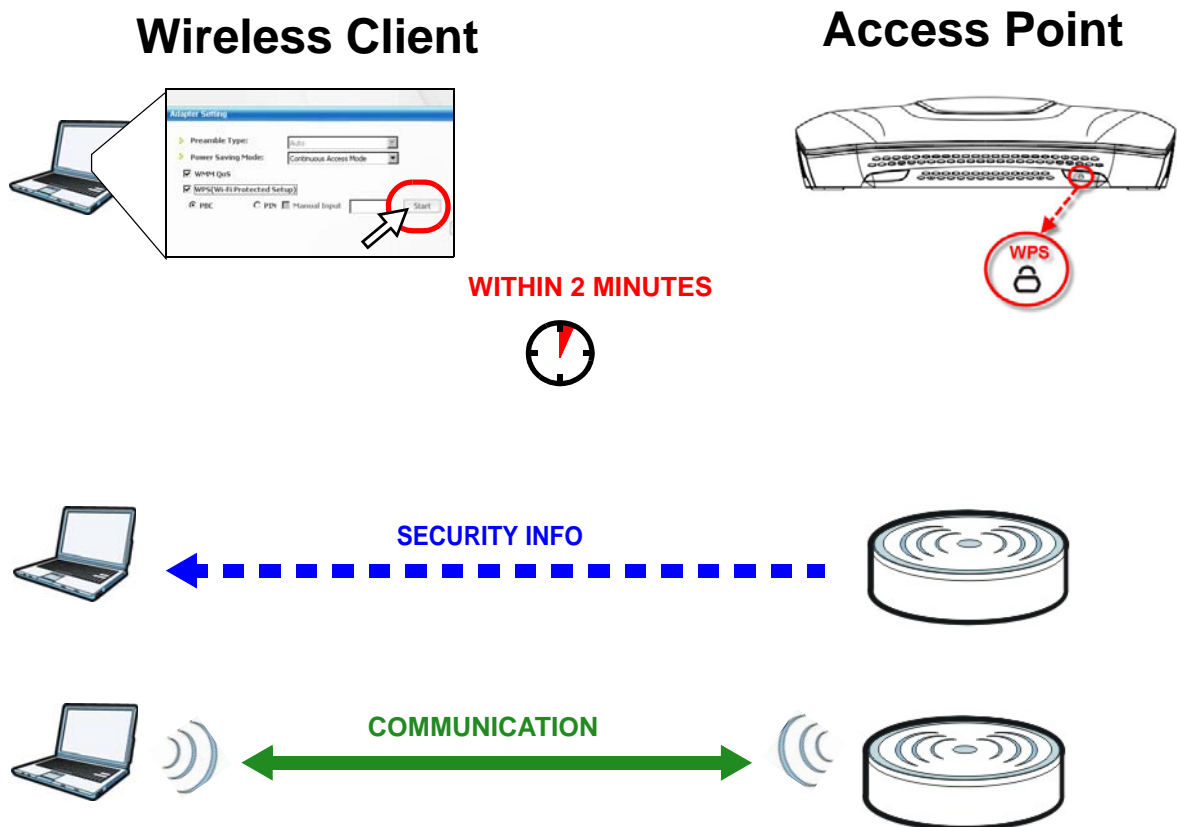 Wireless Client
Access Point
Adapter Setting
Preamble Type: Auto
Power Saving Mode: Continuous Access Mode
WMM QoS
WPS(Wi-Fi Protected Setup)
PBC PIN Manual Input Start
WPS
WITHIN 2 MINUTES
SECURITY INFO
COMMUNICATION